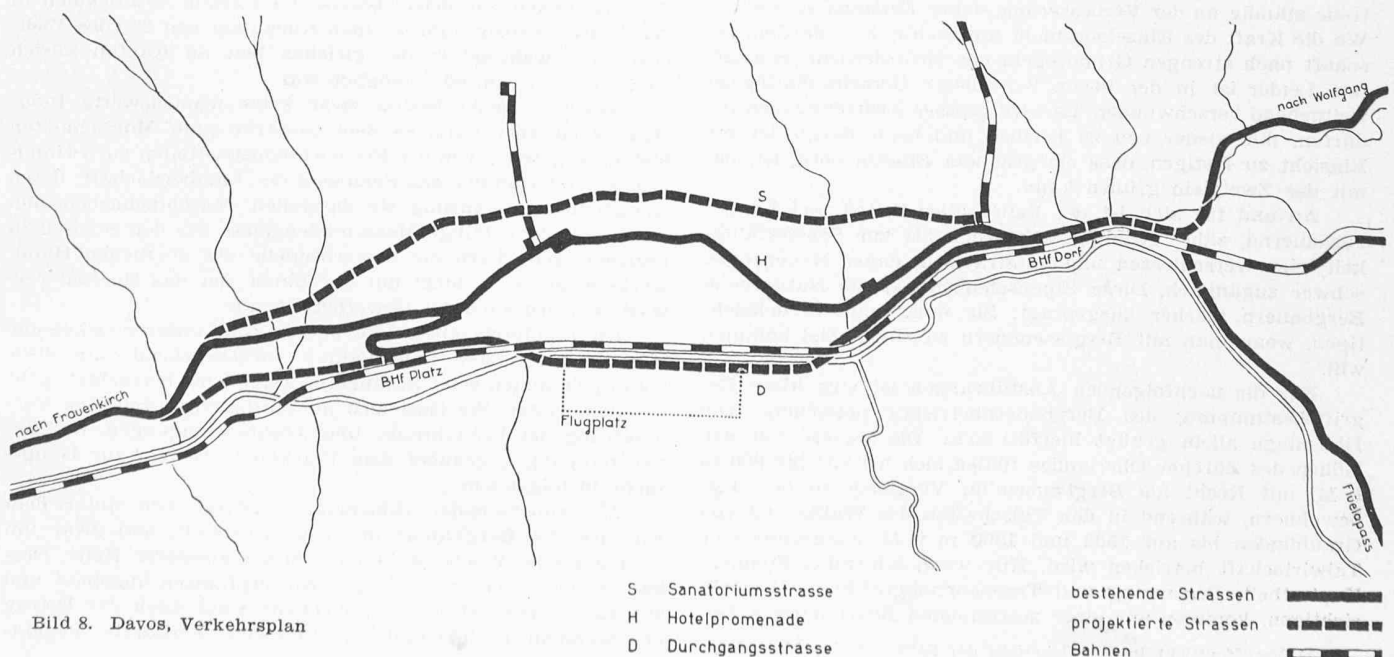 nach Wolfgang
S
H
BHf Dorf
BHf Platz
D
Flugplatz
nach Frauenkirch
Flüelapass
S Sanatoriumsstrasse
H Hotelpromenade
D Durchgangsstrasse
bestehende Strassen
projektierte Strassen
Bahnen
Bild 8. Davos, Verkehrsplan